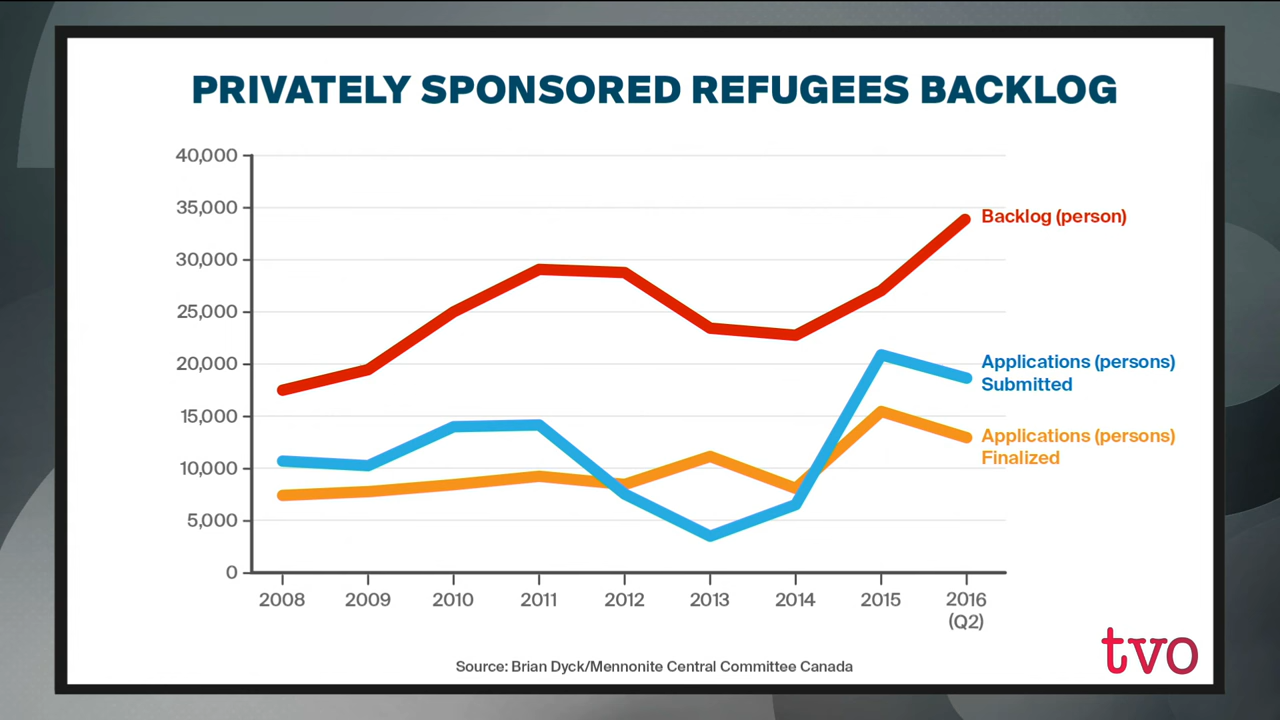 PRIVATELY SPONSORED REFUGEES BACKLOG
40,000
35,000
30,000
25,000
20,000
15,000
10,000
5,000
0
Backlog (person)
Applications (persons)
Submitted
Applications (persons)
Finalized
2008 2009 2010 2011 2012 2013 2014 2015 2016
(Q2)
Source: Brian Dyck/Mennonite Central Committee Canada
tvo